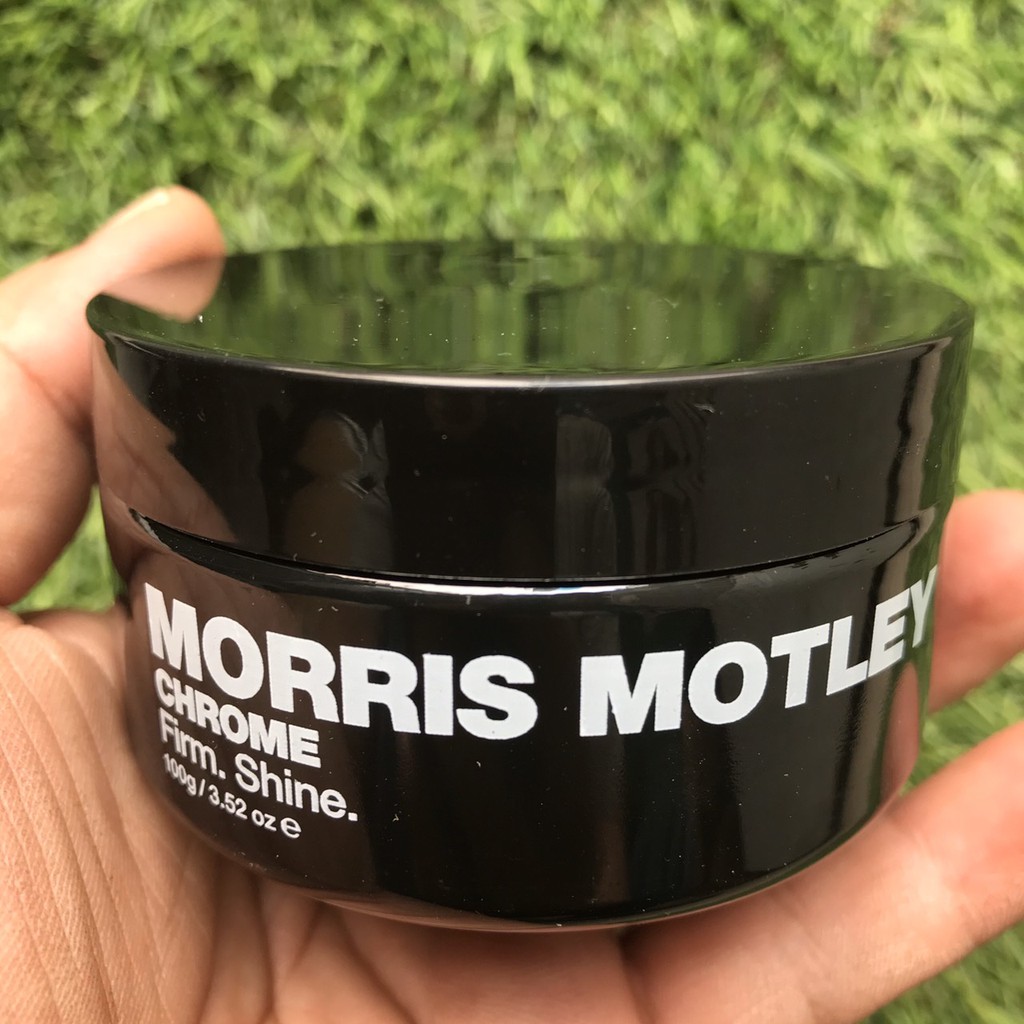 MORRIS MOTLEY
CHROME
Firm. Shine.
100g / 3.52 oz ℮